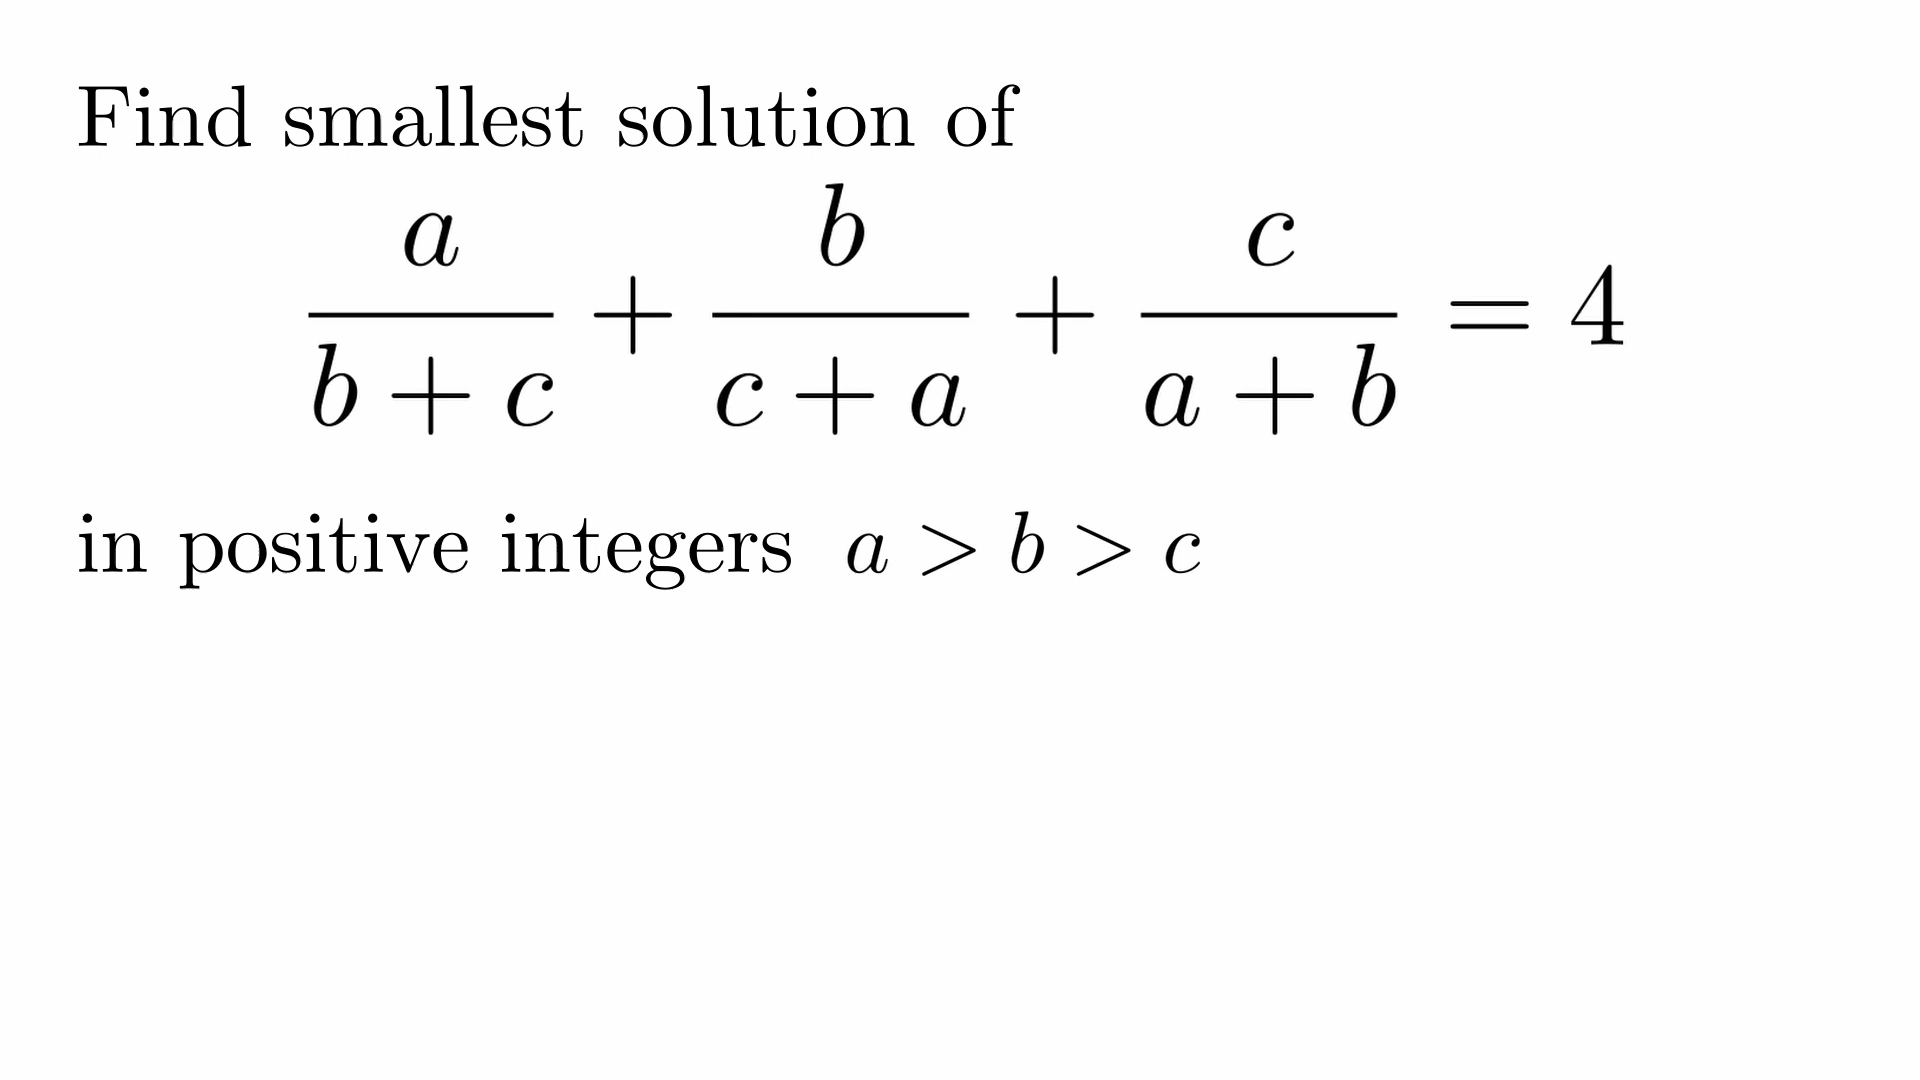 Find smallest solution of
a/(b + c) + b/(c + a) + c/(a + b) = 4
in positive integers a > b > c